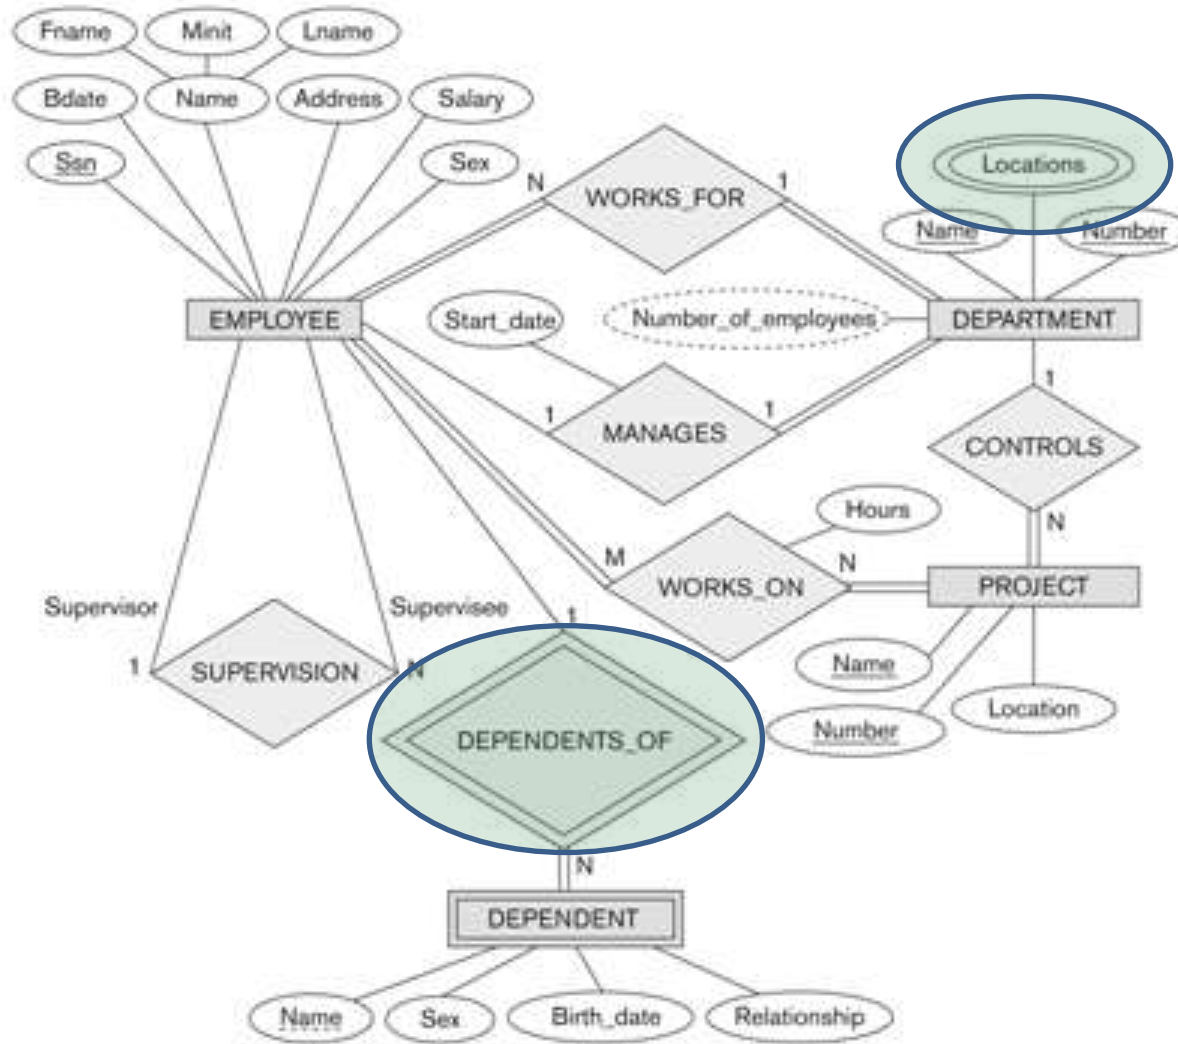 Fname
Minit
Lname
Bdate
Name
Address
Salary
Ssn
Sex
Locations
Name
Number
N
WORKS_FOR
1
EMPLOYEE
Start_date
Number_of_employees
DEPARTMENT
1
MANAGES
1
1
CONTROLS
N
Hours
M
WORKS_ON
N
PROJECT
Name
Number
Location
Supervisor
Supervisee
1
SUPERVISION
N
1
DEPENDENTS_OF
N
DEPENDENT
Name
Sex
Birth_date
Relationship